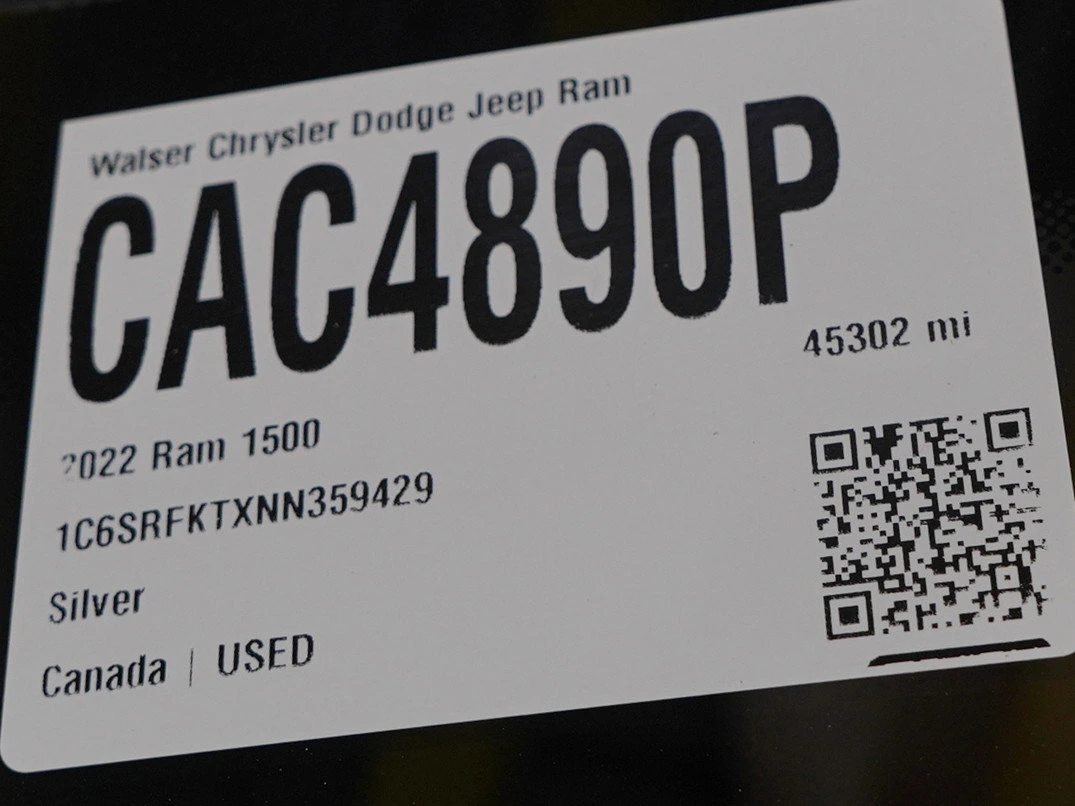 Walser Chrysler Dodge Jeep Ram
CAC4890P
45302 mi
2022 Ram 1500
1C6SRFKTXNN359429
Silver
Canada | USED